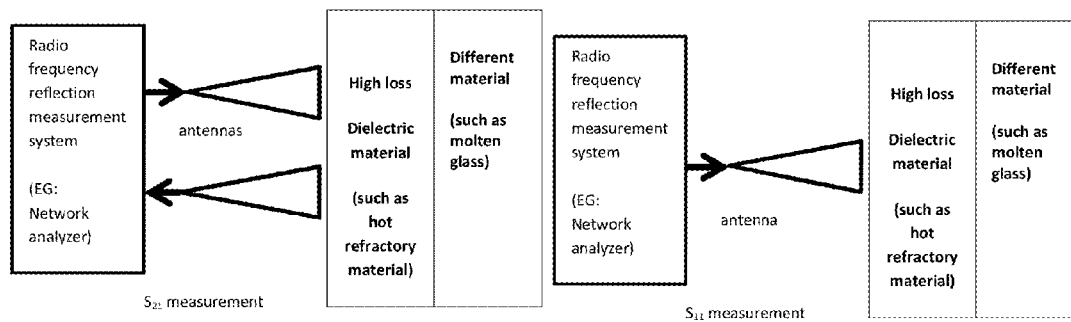 Radio
frequency
reflection
measurement
system
(EG:
Network
analyzer)
antennas
High loss
Dielectric
material
(such as
hot
refractory
material)
Different
material
(such as
molten
glass)
S₂₁ measurement
Radio
frequency
reflection
measurement
system
(EG:
Network
analyzer)
antenna
High loss
Dielectric
material
(such as
hot
refractory
material)
Different
material
(such as
molten
glass)
S₁₁ measurement